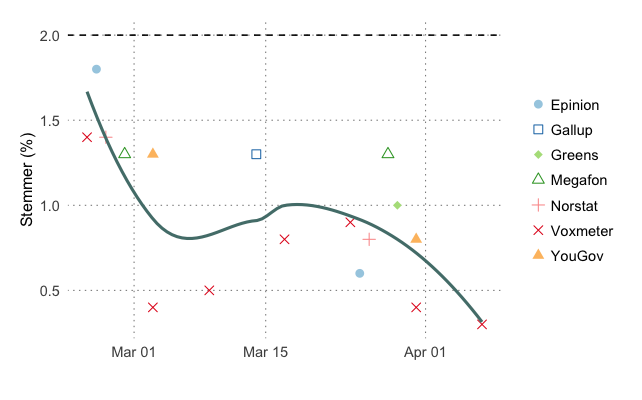 2.0
1.5
1.0
0.5
Stemmer (%)
Mar 01
Mar 15
Apr 01
Epinion
Gallup
Greens
Megafon
Norstat
Voxmeter
YouGov